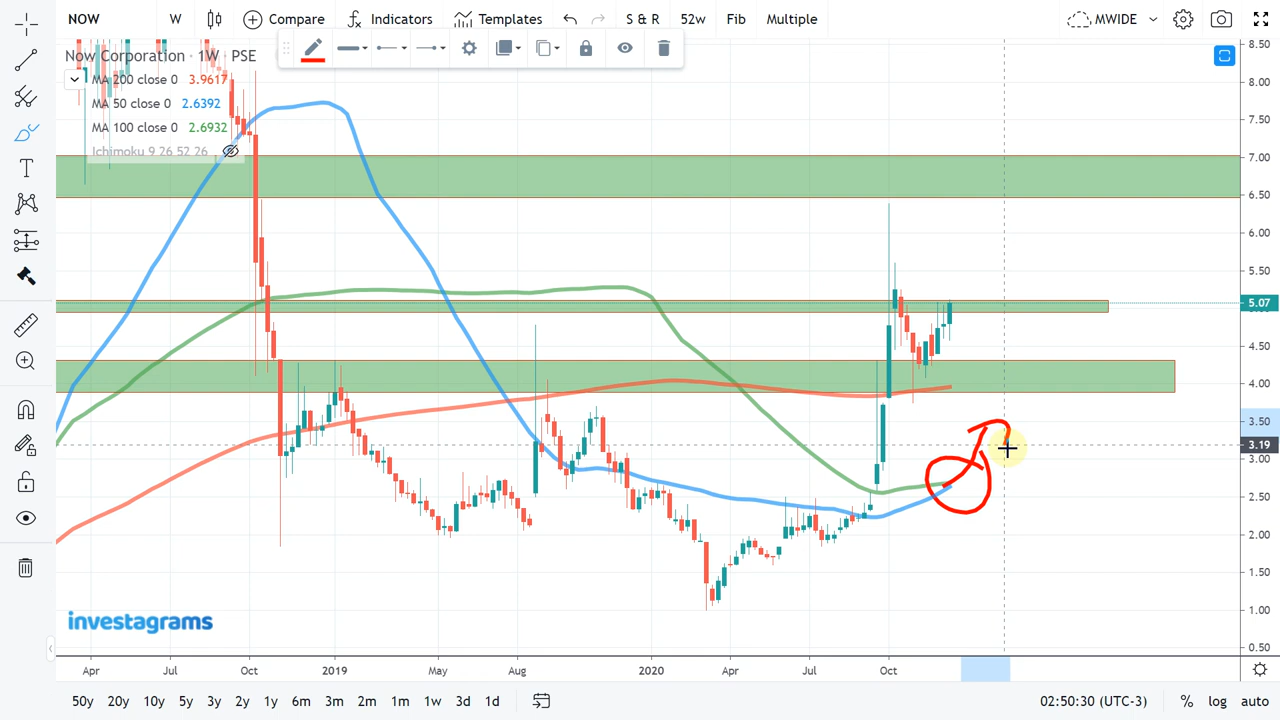 NOW W Compare Indicators Templates S & R 52w Fib Multiple MWIDE
Now Corporation · 1W · PSE
MA 200 close 0 3.9617
MA 50 close 0 2.6392
MA 100 close 0 2.6932
Ichimoku 9 26 52 26
8.50
8.00
7.50
7.00
6.50
6.00
5.50
5.07
4.50
4.00
3.50
3.19
3.00
2.50
2.00
1.50
1.00
0.50
investagrams
Apr Jul Oct 2019 May Aug 2020 Apr Jul Oct
50y 20y 10y 5y 3y 2y 1y 6m 3m 2m 1m 1w 3d 1d 02:50:30 (UTC-3) % log auto